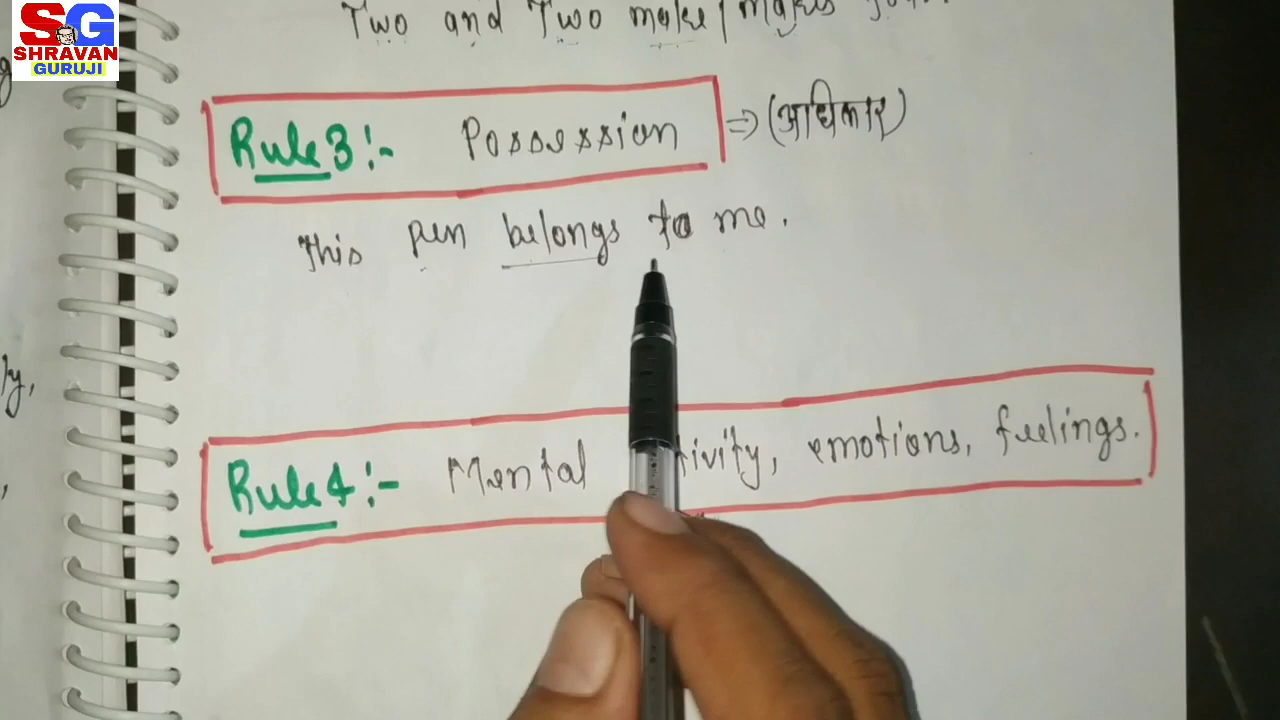 SG
SHRAVAN
GURUJI
Two and Two make/makes
Rule 3:- Possession => (अधिकार)
This pen belongs to me.
Rule 4:- Mental tivity, emotions, feelings.
ly,